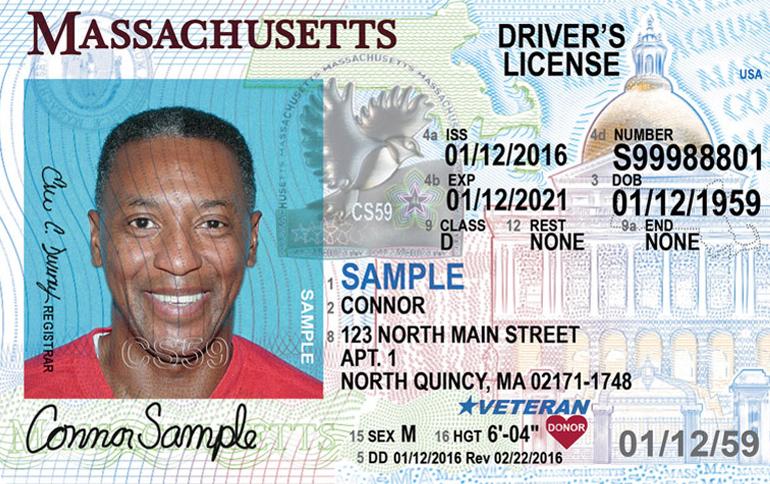 MASSACHUSETTS
DRIVER'S LICENSE
USA
4a ISS
01/12/2016
4d NUMBER
S99988801
4b EXP
01/12/2021
3 DOB
01/12/1959
9 CLASS
D
12 REST
NONE
9a END
NONE
CS59
1 SAMPLE
2 CONNOR
8 123 NORTH MAIN STREET
APT. 1
NORTH QUINCY, MA 02171-1748
VETERAN
15 SEX M 16 HGT 6'-04" DONOR
5 DD 01/12/2016 Rev 02/22/2016
01/12/59
REGISTRAR
SAMPLE
CS59
Connor Sample